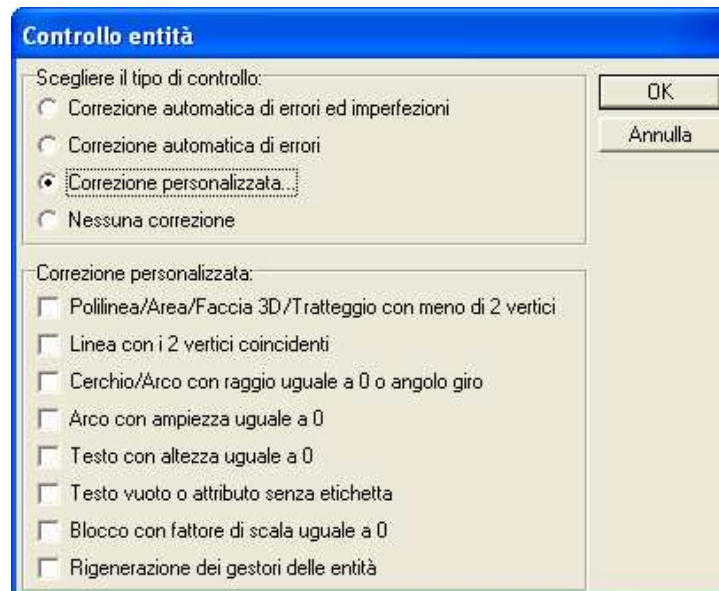 Controllo entità
Scegliere il tipo di controllo:
Correzione automatica di errori ed imperfezioni
Correzione automatica di errori
Correzione personalizzata...
Nessuna correzione
OK
Annulla
Correzione personalizzata:
Polilinea/Area/Faccia 3D/Tratteggio con meno di 2 vertici
Linea con i 2 vertici coincidenti
Cerchio/Arco con raggio uguale a 0 o angolo giro
Arco con ampiezza uguale a 0
Testo con altezza uguale a 0
Testo vuoto o attributo senza etichetta
Blocco con fattore di scala uguale a 0
Rigenerazione dei gestori delle entità